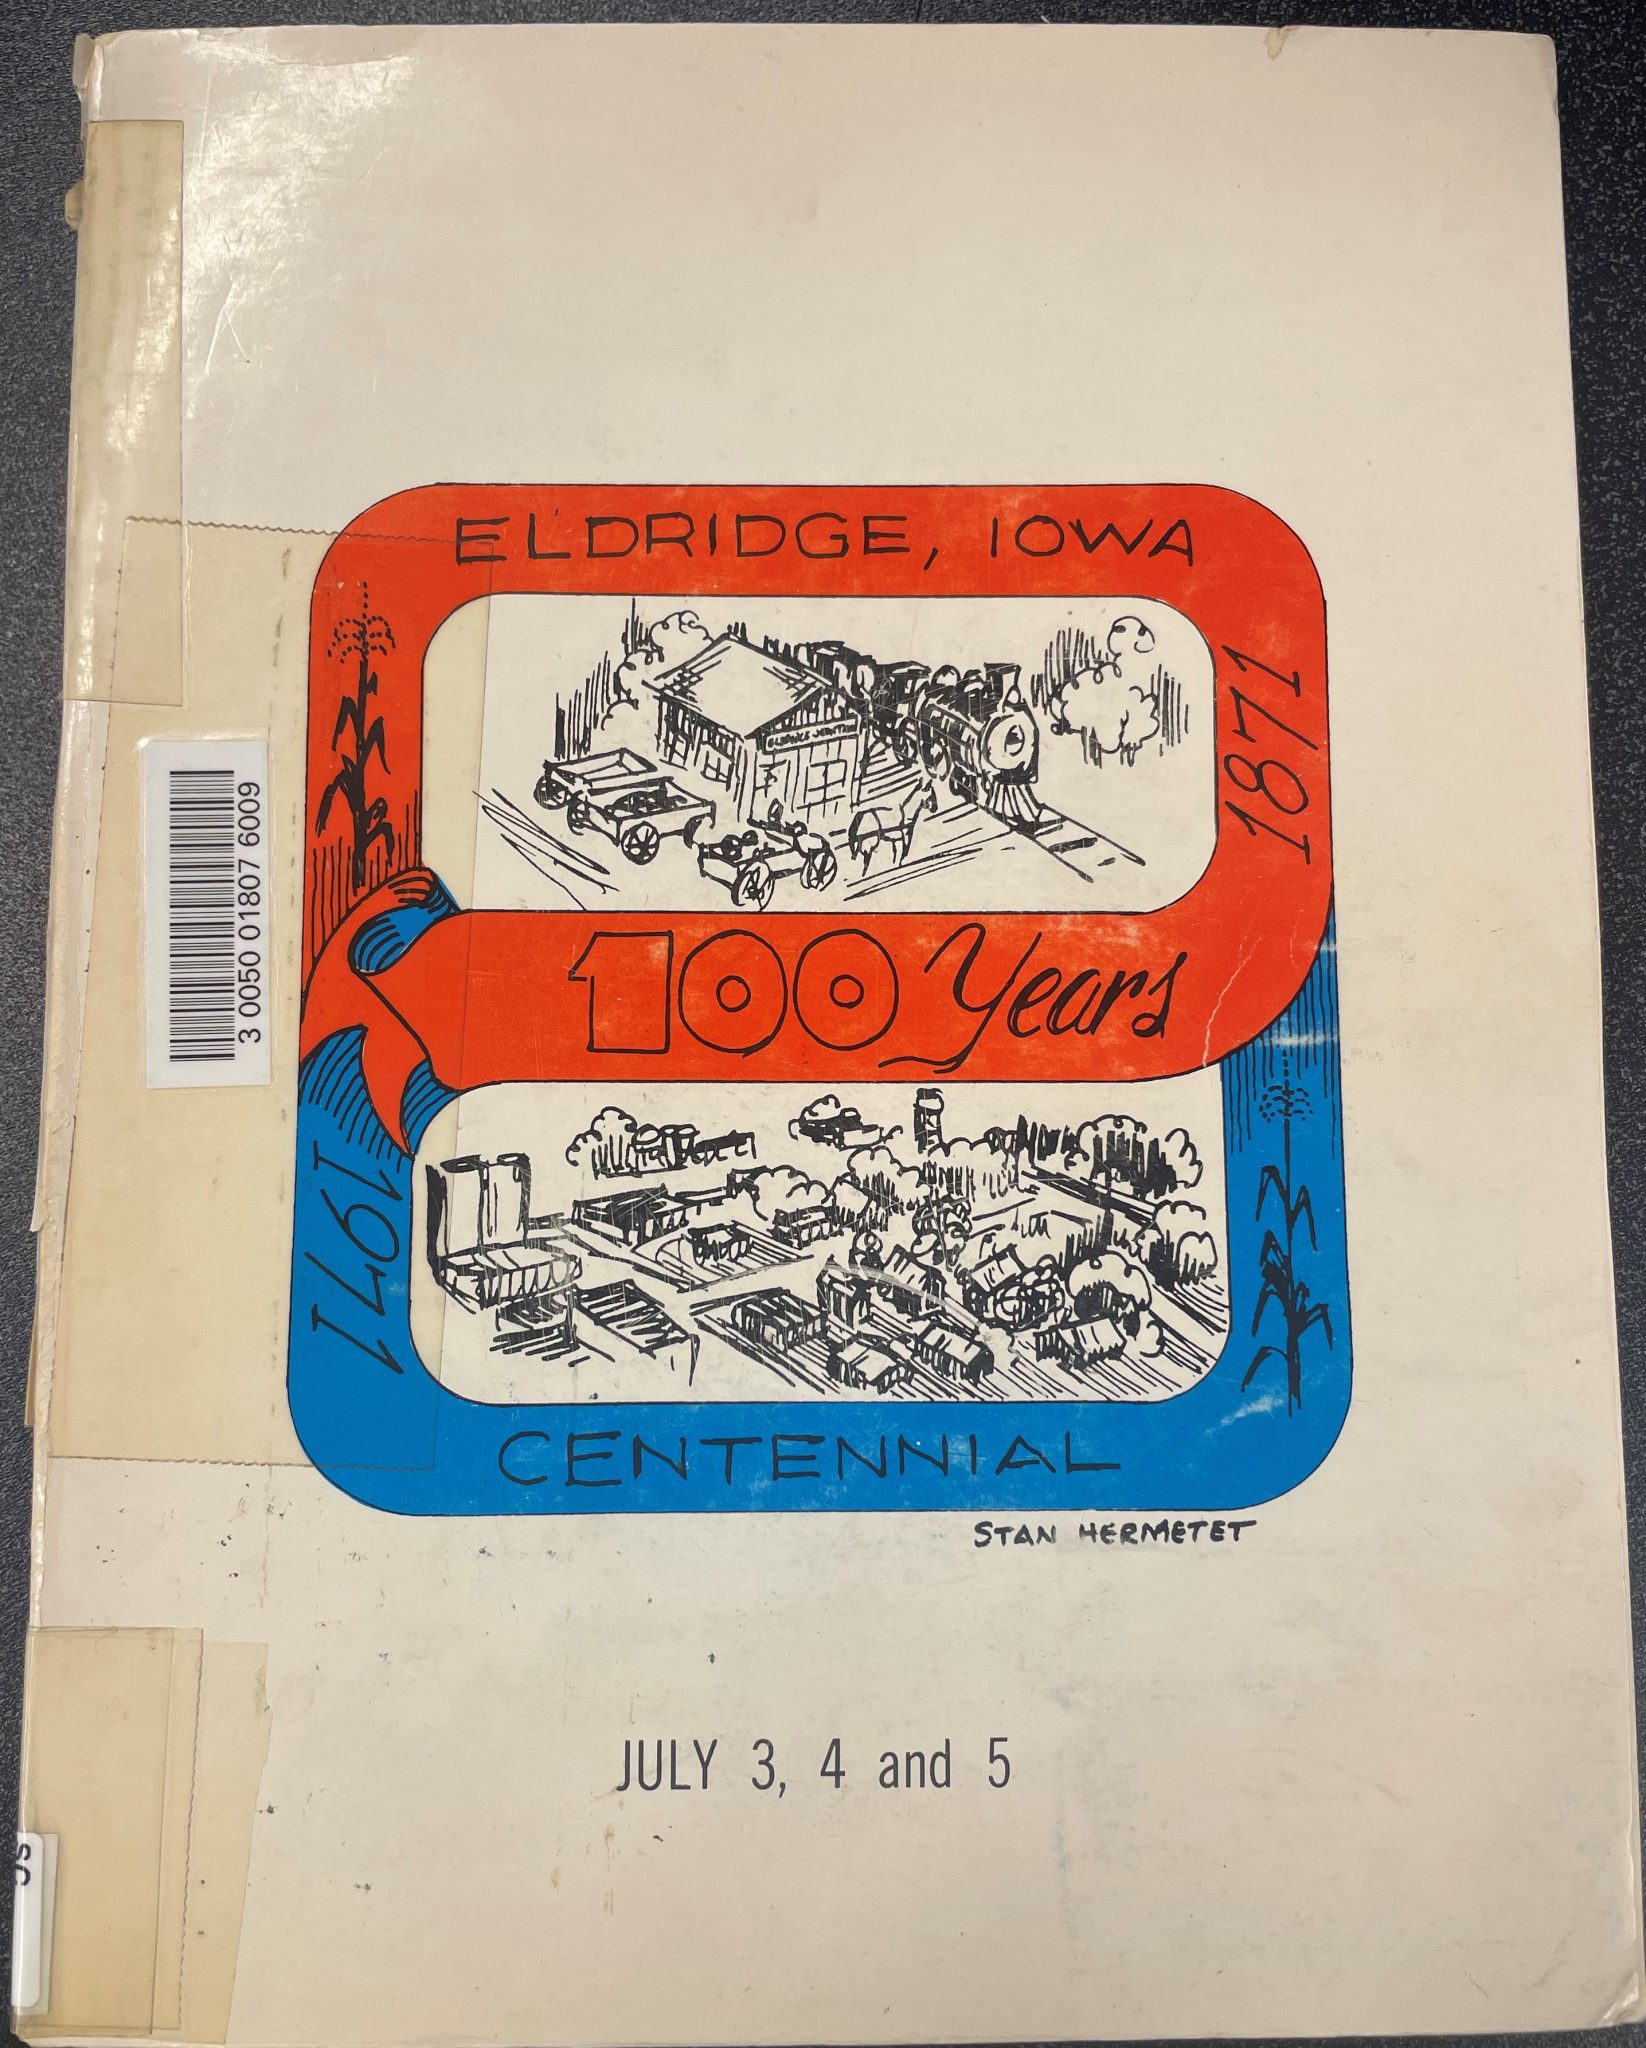 ELDRIDGE, IOWA
1871
100 Years
1971
CENTENNIAL
STAN HERMETET
JULY 3, 4 and 5
3 0050 01807 6009